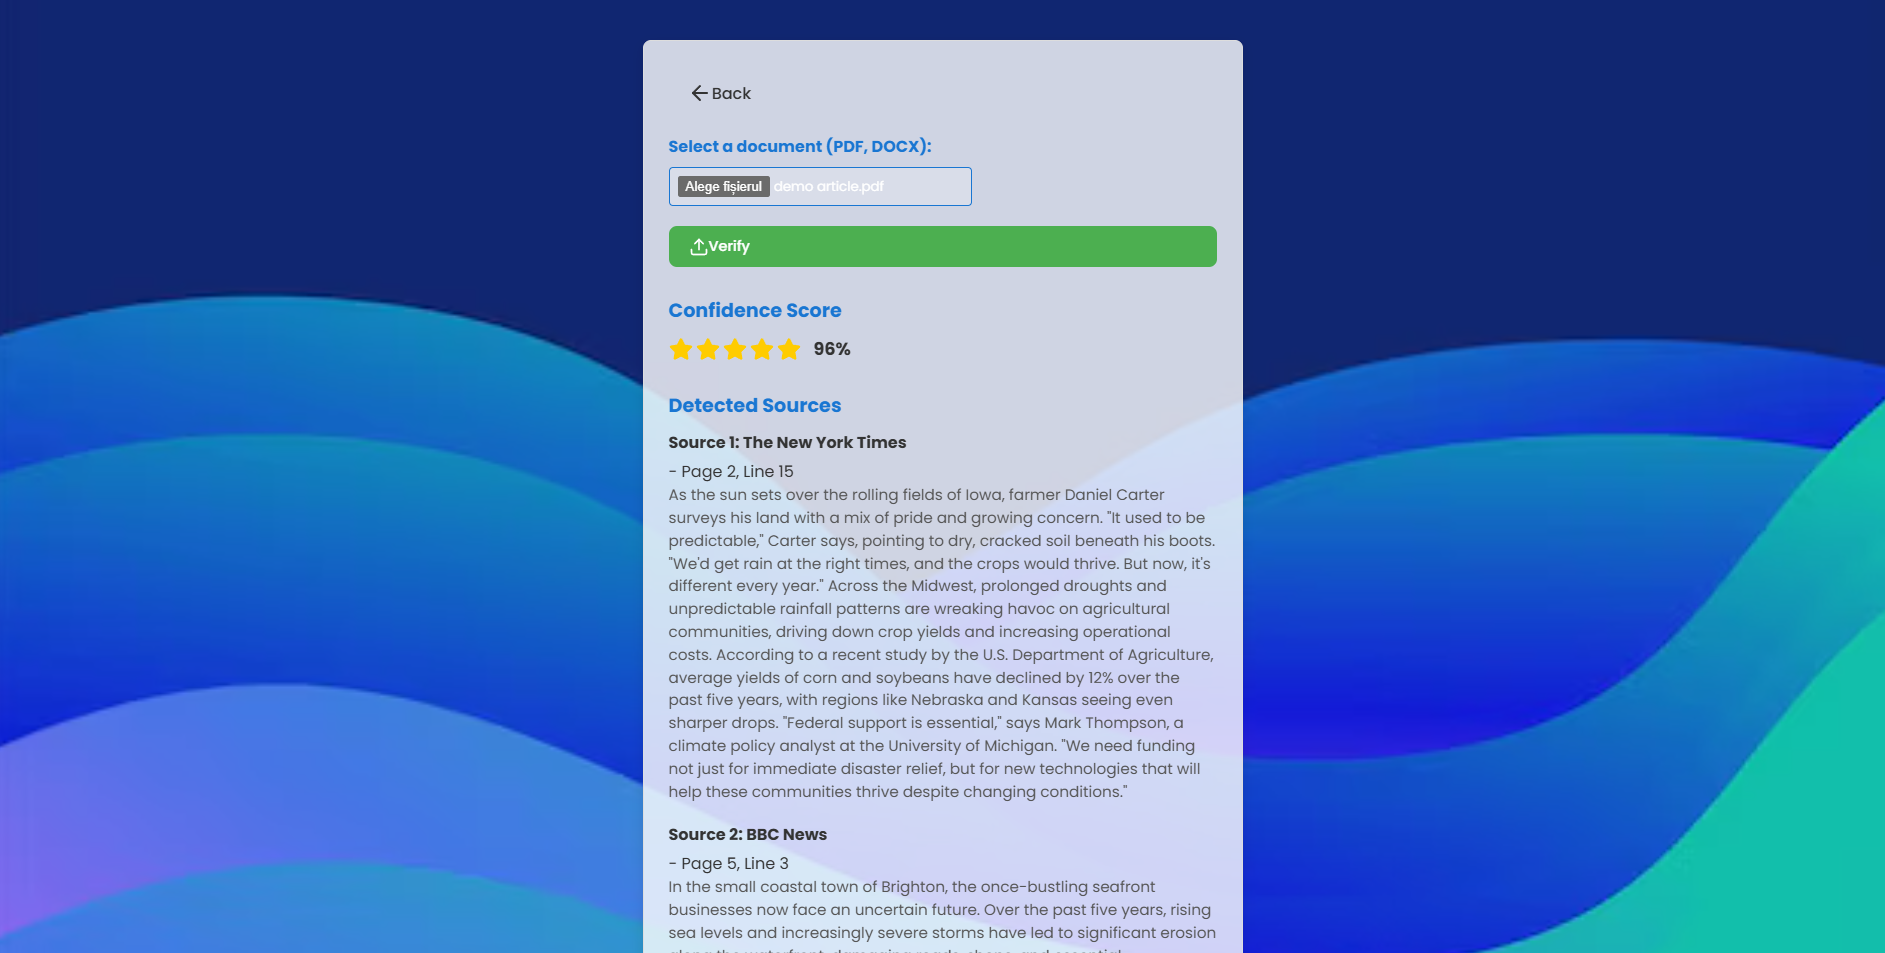 Back
Select a document (PDF, DOCX):
Alege fișierul demo article.pdf
Verify
Confidence Score
96%
Detected Sources
Source 1: The New York Times
- Page 2, Line 15
As the sun sets over the rolling fields of Iowa, farmer Daniel Carter
surveys his land with a mix of pride and growing concern. "It used to be
predictable," Carter says, pointing to dry, cracked soil beneath his boots.
"We'd get rain at the right times, and the crops would thrive. But now, it's
different every year." Across the Midwest, prolonged droughts and
unpredictable rainfall patterns are wreaking havoc on agricultural
communities, driving down crop yields and increasing operational
costs. According to a recent study by the U.S. Department of Agriculture,
average yields of corn and soybeans have declined by 12% over the
past five years, with regions like Nebraska and Kansas seeing even
sharper drops. "Federal support is essential," says Mark Thompson, a
climate policy analyst at the University of Michigan. "We need funding
not just for immediate disaster relief, but for new technologies that will
help these communities thrive despite changing conditions."
Source 2: BBC News
- Page 5, Line 3
In the small coastal town of Brighton, the once-bustling seafront
businesses now face an uncertain future. Over the past five years, rising
sea levels and increasingly severe storms have led to significant erosion